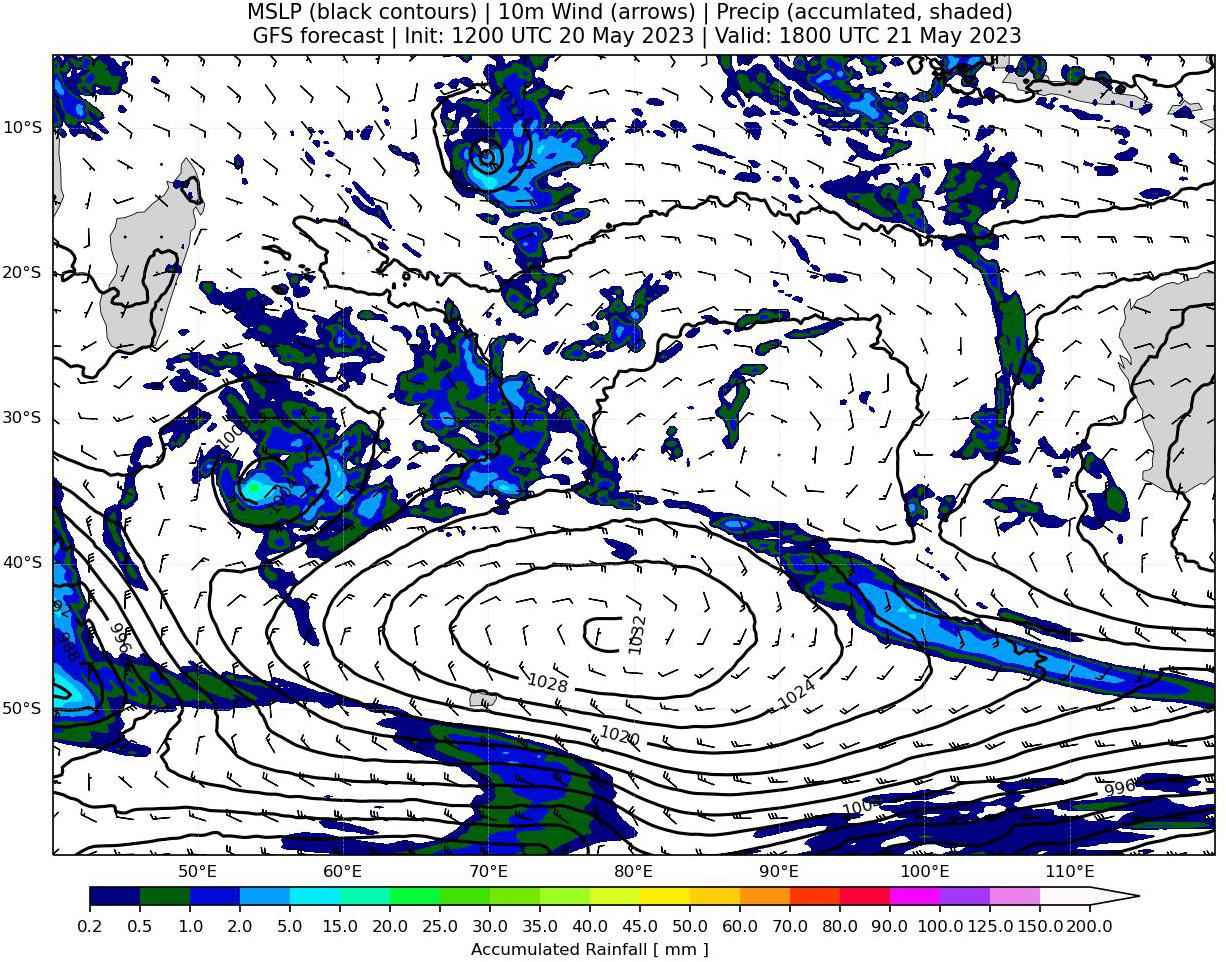 MSLP (black contours) | 10m Wind (arrows) | Precip (accumlated, shaded)
GFS forecast | Init: 1200 UTC 20 May 2023 | Valid: 1800 UTC 21 May 2023
10°S
20°S
30°S
1008
1004
40°S
996
988
1032
1028
1024
50°S
1020
996
1004
50°E 60°E 70°E 80°E 90°E 100°E 110°E
0.2 0.5 1.0 2.0 5.0 10.0 15.0 20.0 25.0 30.0 35.0 40.0 45.0 50.0 60.0 70.0 80.0 90.0 100.0 125.0 150.0 200.0
Accumulated Rainfall [ mm ]